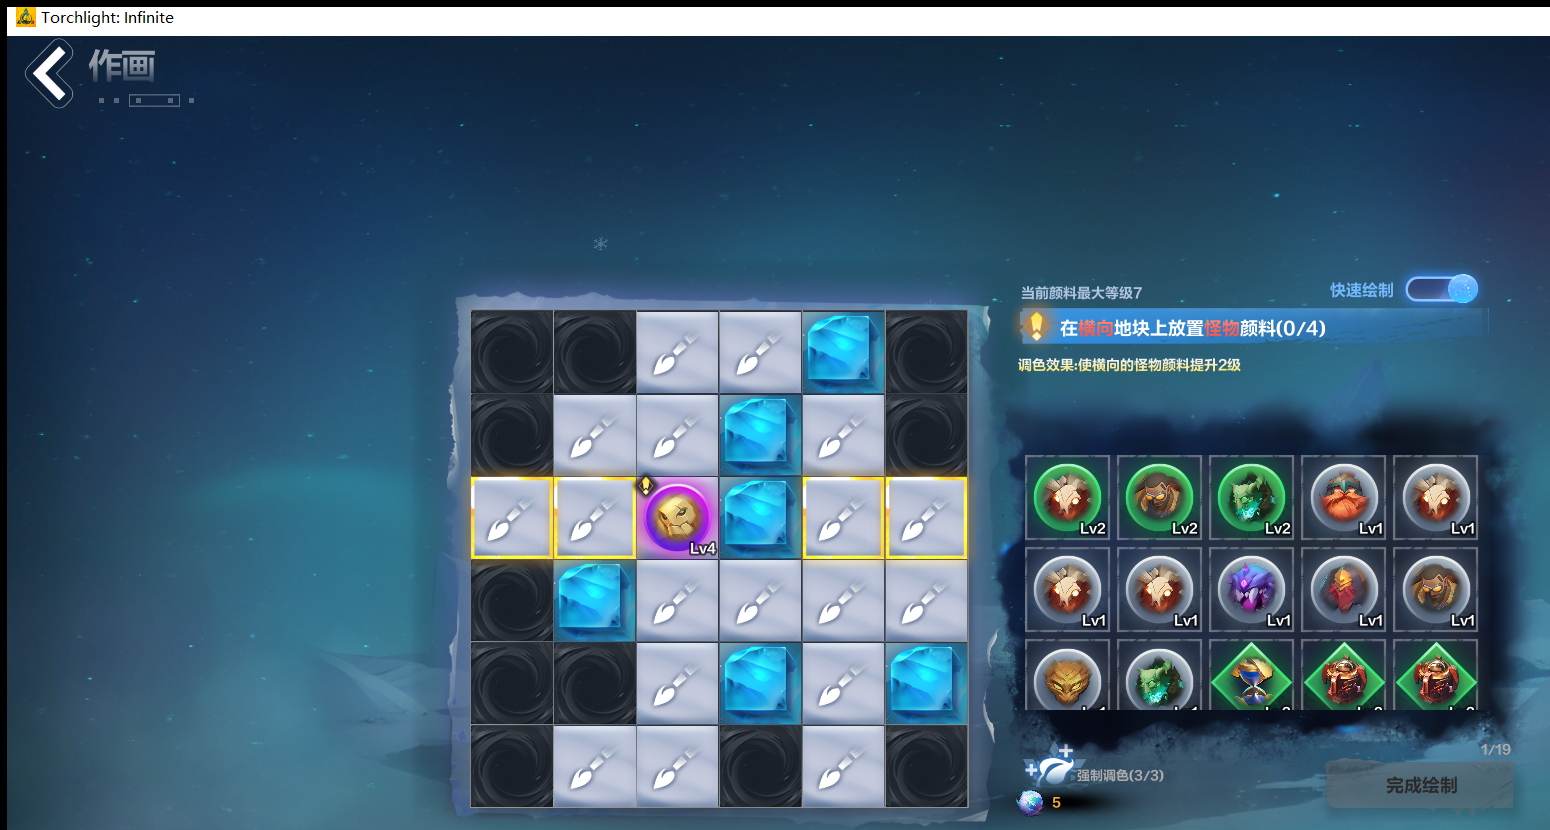 Torchlight: Infinite
作画
当前颜料最大等级7
快速绘制
在横向地块上放置怪物颜料(0/4)
调色效果:使横向的怪物颜料提升2级
Lv2 Lv2 Lv2 Lv1 Lv1
Lv4
Lv1 Lv1 Lv1 Lv1 Lv1
1/19
强制调色(3/3)
完成绘制
5